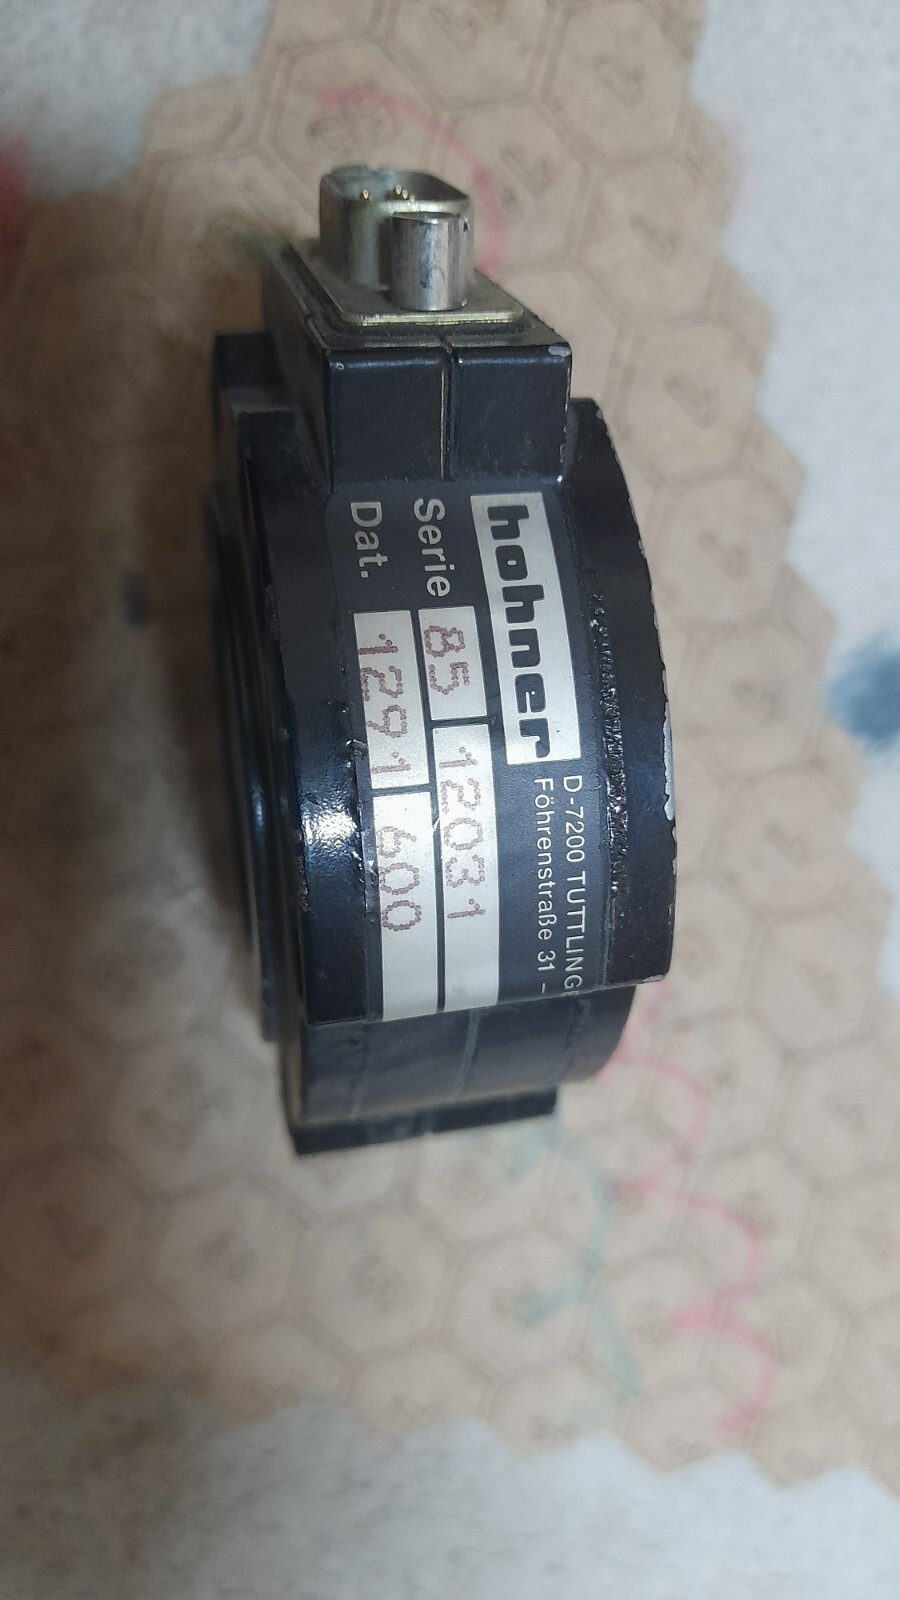 hohner
D-7200 TUTTLING
Föhrenstraße 31 -
Serie 85 12031
Dat. 1291 600